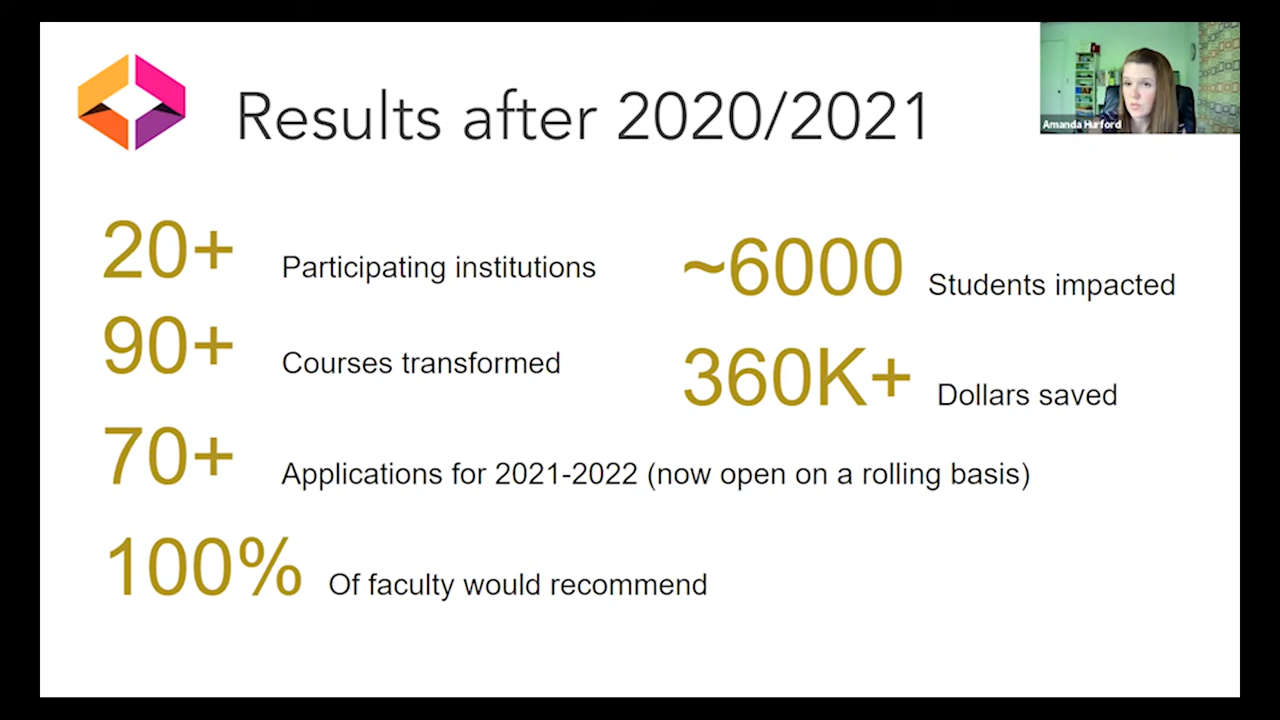 Results after 2020/2021
Amanda Hurford
20+ Participating institutions
~6000 Students impacted
90+ Courses transformed
360K+ Dollars saved
70+ Applications for 2021-2022 (now open on a rolling basis)
100% Of faculty would recommend